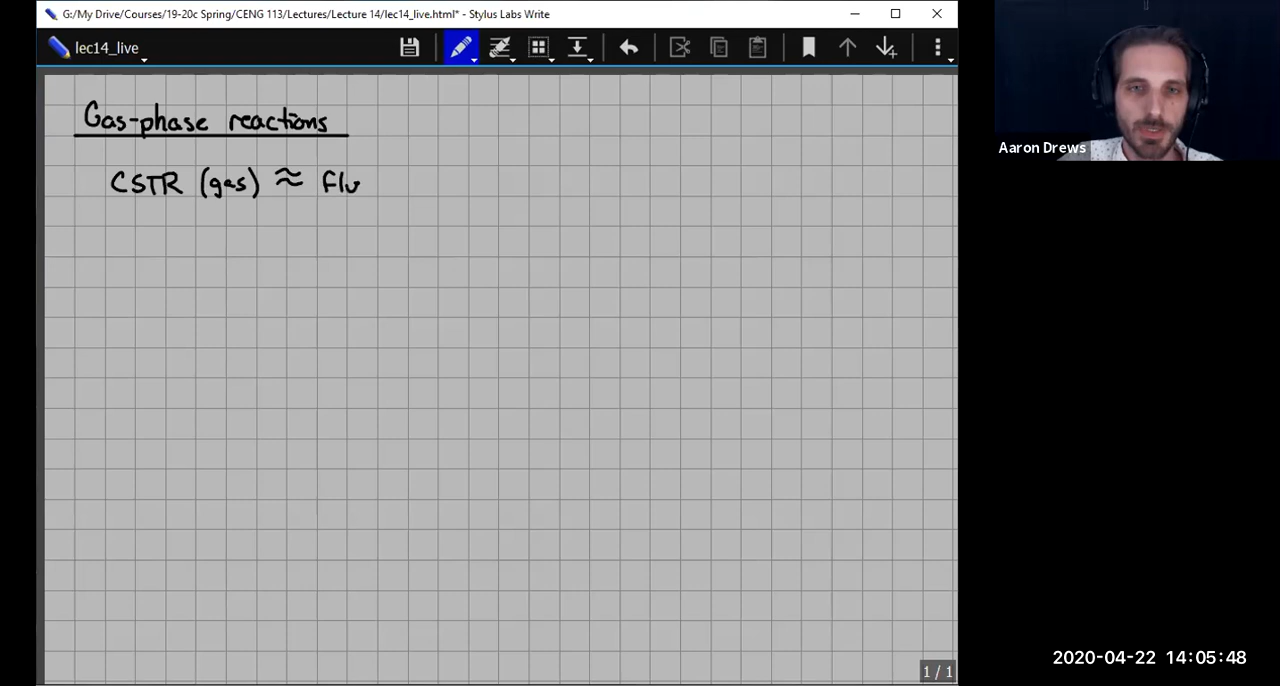 G:/My Drive/Courses/19-20c Spring/CENG 113/Lectures/Lecture 14/lec14_live.html* - Stylus Labs Write
lec14_live
Gas-phase reactions
CSTR (gas) ≈ flu
Aaron Drews
1 / 1
2020-04-22 14:05:48